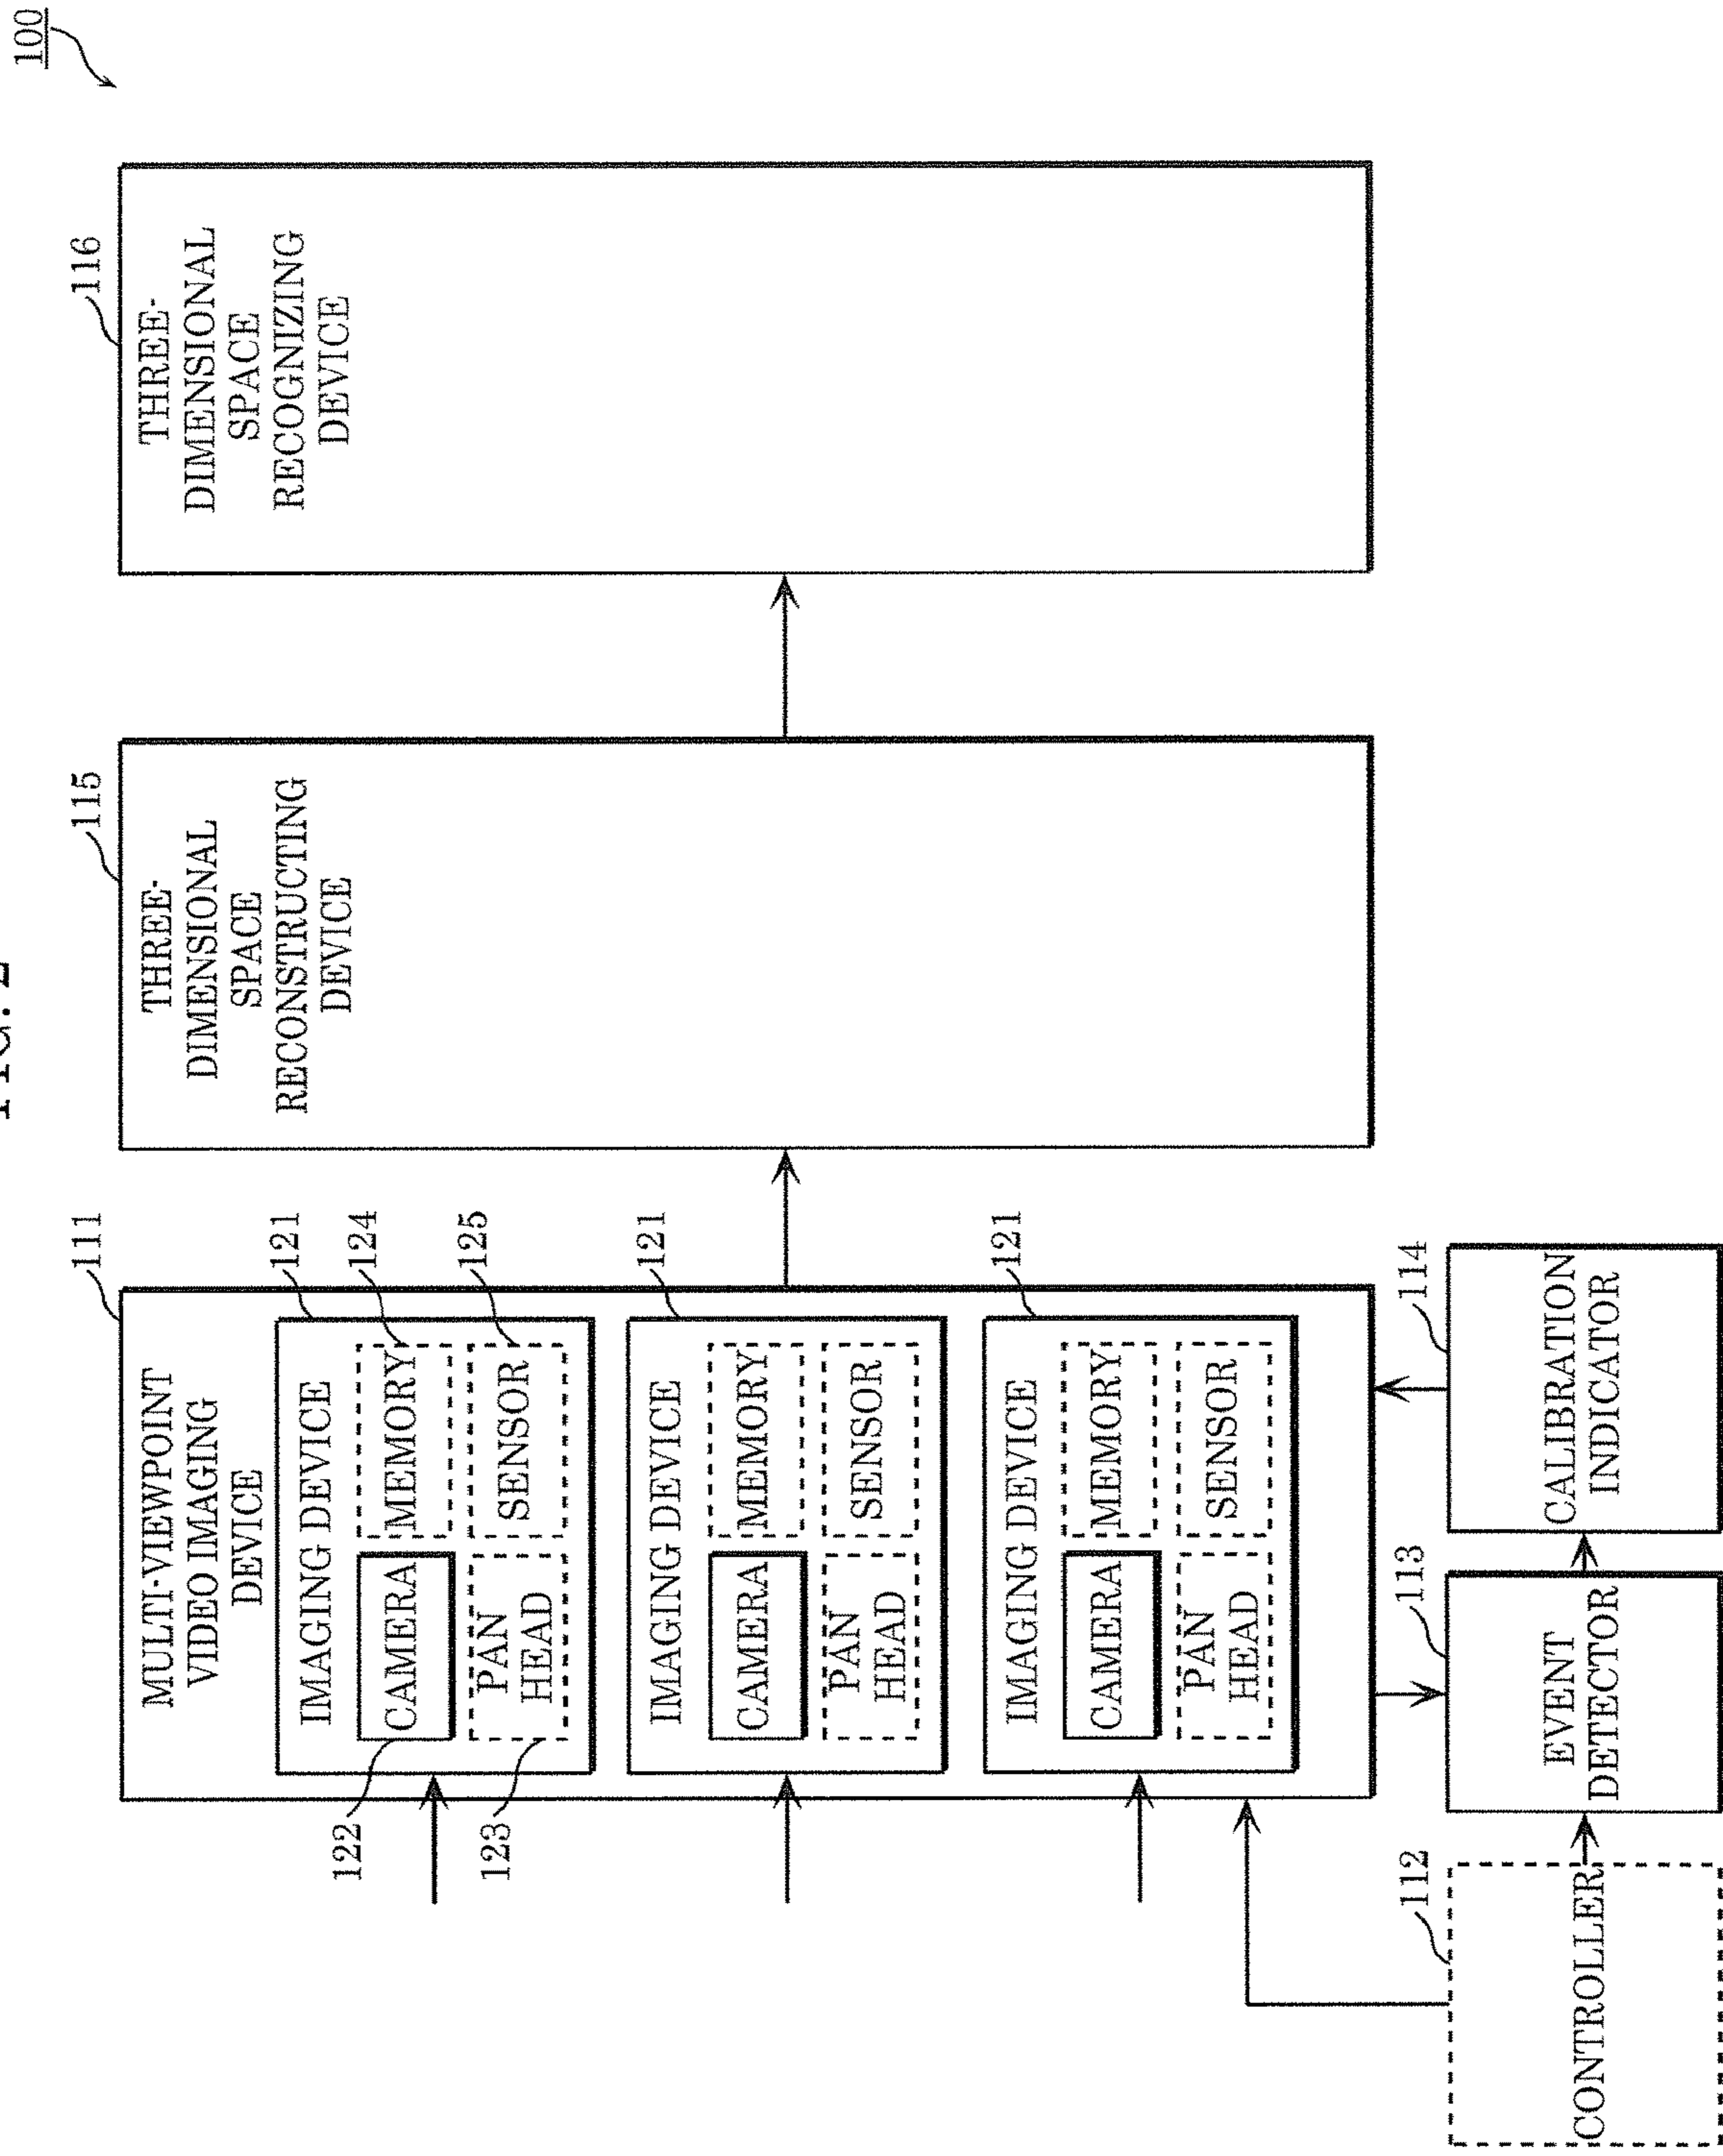 FIG. 2
100
111
MULTI-VIEWPOINT
VIDEO IMAGING
DEVICE
121
IMAGING DEVICE
122
CAMERA
124
MEMORY
123
PAN
HEAD
125
SENSOR
121
IMAGING DEVICE
CAMERA
MEMORY
PAN
HEAD
SENSOR
121
IMAGING DEVICE
CAMERA
MEMORY
PAN
HEAD
SENSOR
115
THREE-
DIMENSIONAL
SPACE
RECONSTRUCTING
DEVICE
116
THREE-
DIMENSIONAL
SPACE
RECOGNIZING
DEVICE
112
CONTROLLER
113
EVENT
DETECTOR
114
CALIBRATION
INDICATOR